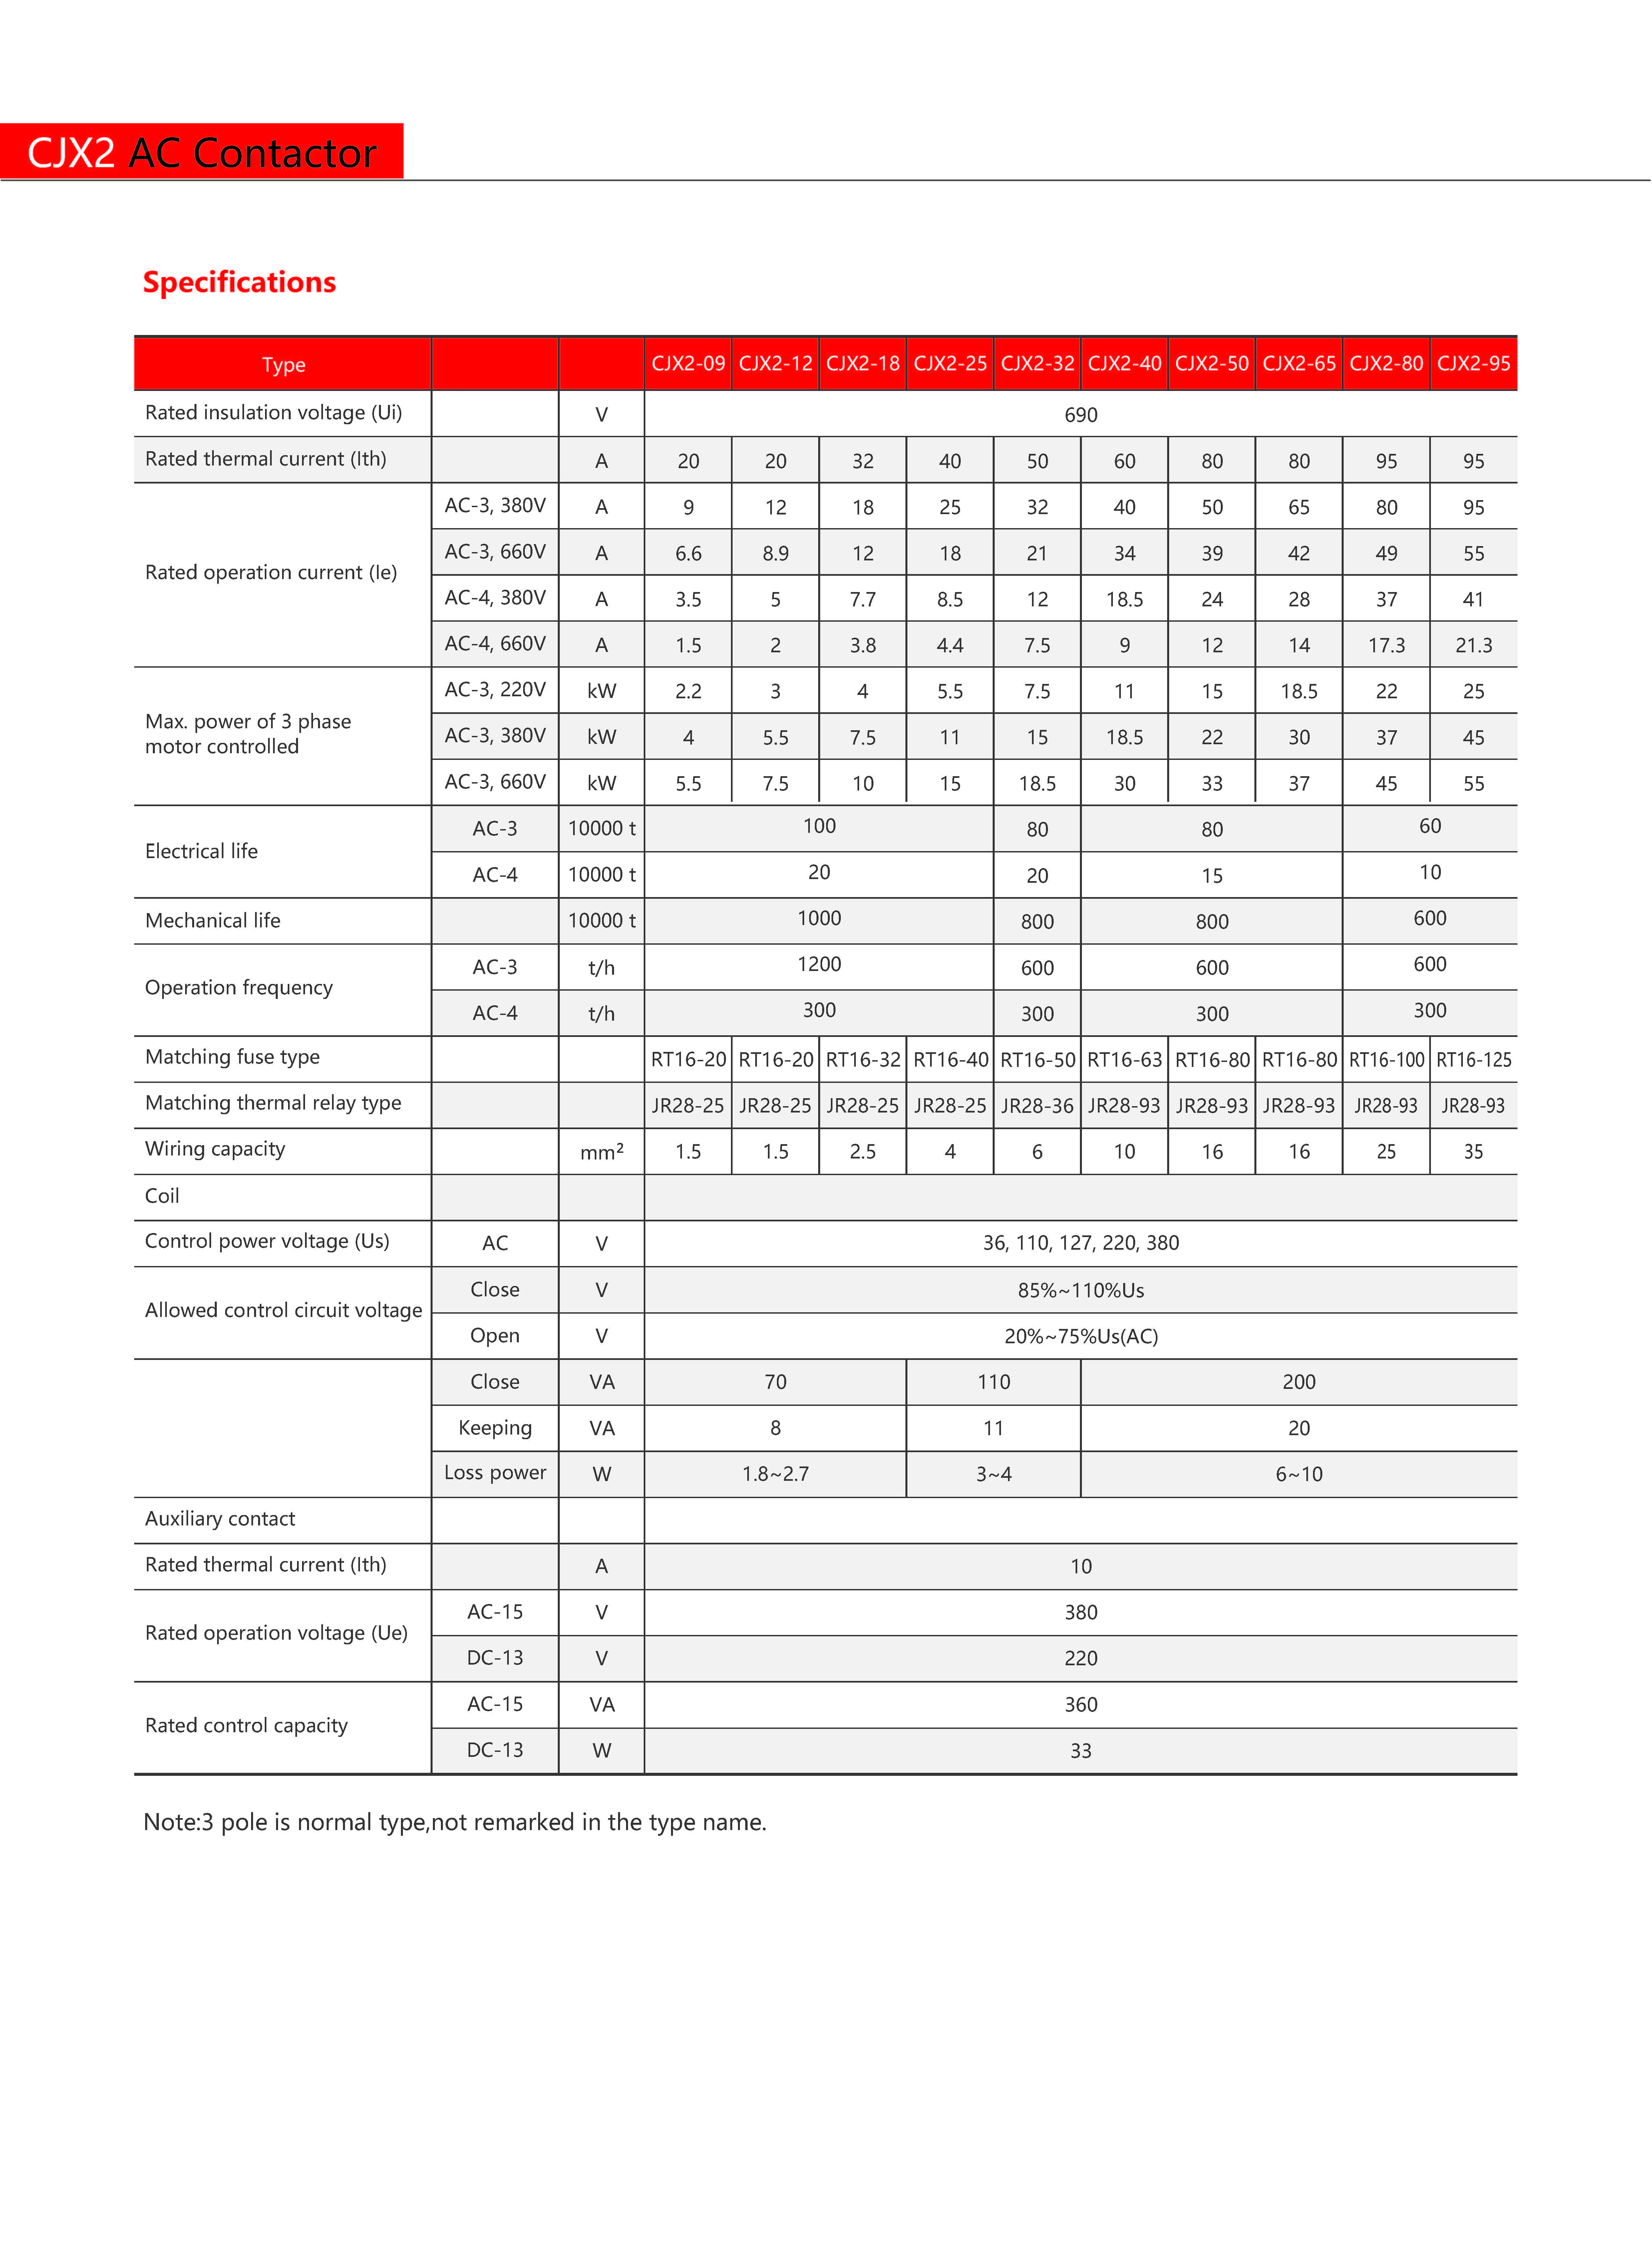 CJX2 AC Contactor
Specifications
Type CJX2-09 CJX2-12 CJX2-18 CJX2-25 CJX2-32 CJX2-40 CJX2-50 CJX2-65 CJX2-80 CJX2-95
Rated insulation voltage (Ui) V 690
Rated thermal current (Ith) A 20 20 32 40 50 60 80 80 95 95
Rated operation current (Ie)
AC-3, 380V A 9 12 18 25 32 40 50 65 80 95
AC-3, 660V A 6.6 8.9 12 18 21 34 39 42 49 55
AC-4, 380V A 3.5 5 7.7 8.5 12 18.5 24 28 37 41
AC-4, 660V A 1.5 2 3.8 4.4 7.5 9 12 14 17.3 21.3
Max. power of 3 phase
motor controlled
AC-3, 220V kW 2.2 3 4 5.5 7.5 11 15 18.5 22 25
AC-3, 380V kW 4 5.5 7.5 11 15 18.5 22 30 37 45
AC-3, 660V kW 5.5 7.5 10 15 18.5 30 33 37 45 55
Electrical life
AC-3 10000 t 100 80 80 60
AC-4 10000 t 20 20 15 10
Mechanical life 10000 t 1000 800 800 600
Operation frequency
AC-3 t/h 1200 600 600 600
AC-4 t/h 300 300 300 300
Matching fuse type RT16-20 RT16-20 RT16-32 RT16-40 RT16-50 RT16-63 RT16-80 RT16-80 RT16-100 RT16-125
Matching thermal relay type JR28-25 JR28-25 JR28-25 JR28-25 JR28-36 JR28-93 JR28-93 JR28-93 JR28-93 JR28-93
Wiring capacity mm² 1.5 1.5 2.5 4 6 10 16 16 25 35
Coil
Control power voltage (Us) AC V 36, 110, 127, 220, 380
Allowed control circuit voltage
Close V 85%~110%Us
Open V 20%~75%Us(AC)
Close VA 70 110 200
Keeping VA 8 11 20
Loss power W 1.8~2.7 3~4 6~10
Auxiliary contact
Rated thermal current (Ith) A 10
Rated operation voltage (Ue)
AC-15 V 380
DC-13 V 220
Rated control capacity
AC-15 VA 360
DC-13 W 33
Note:3 pole is normal type,not remarked in the type name.